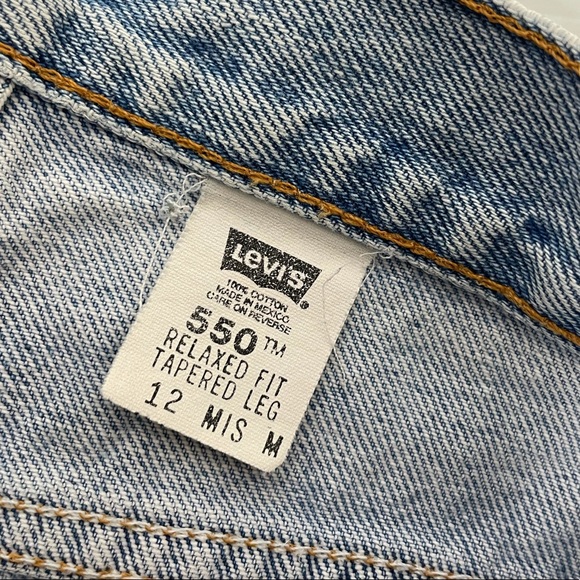 Levi's ®
100% COTTON
MADE IN MEXICO
CARE ON REVERSE
550™
RELAXED FIT
TAPERED LEG
12 MIS M